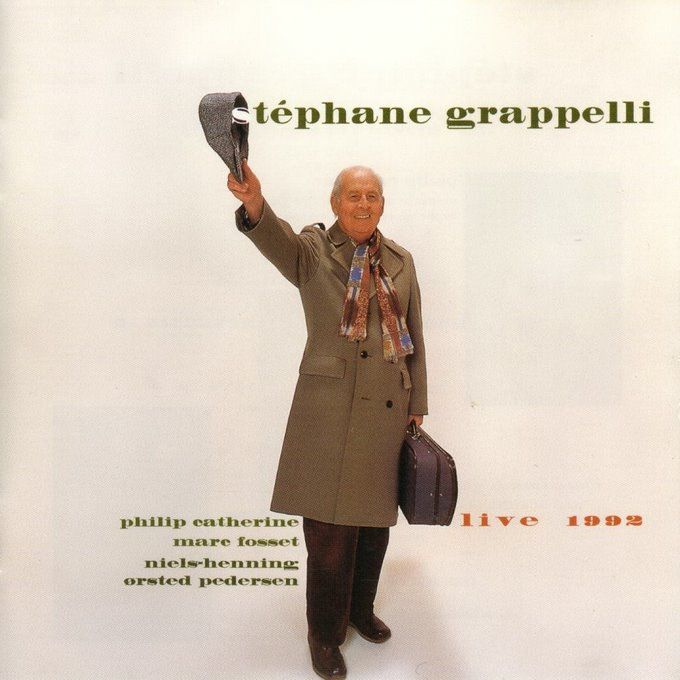 stéphane grappelli
philip catherine
marc fosset
niels-henning
ørsted pedersen
live 1992